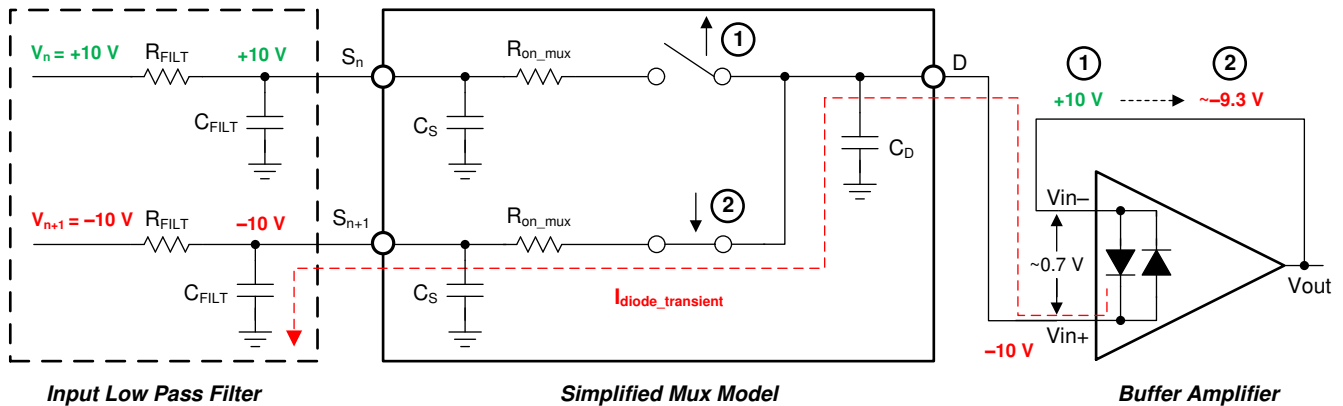 Vn = +10 V
RFILT
+10 V
Sn
Ron_mux
1
D
1
2
+10 V
~–9.3 V
CFILT
CS
CD
Vn+1 = –10 V
RFILT
–10 V
Sn+1
Ron_mux
2
Vin–
~0.7 V
Vout
CFILT
CS
Idiode_transient
Vin+
–10 V
Input Low Pass Filter
Simplified Mux Model
Buffer Amplifier